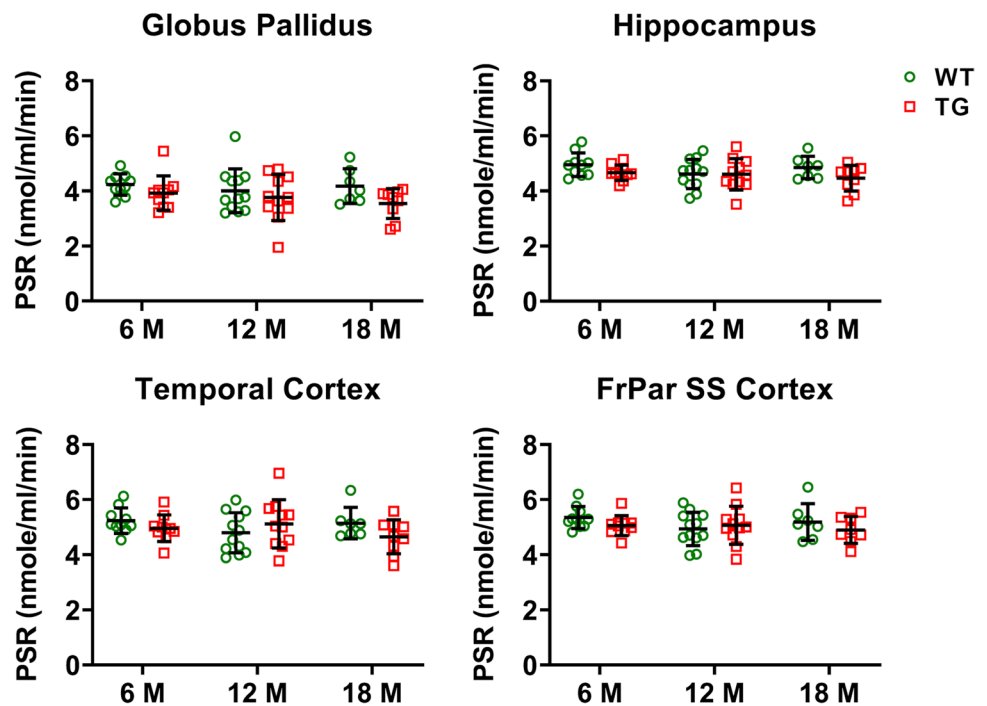 Globus Pallidus
PSR (nmol/ml/min)
8
6
4
2
0
6 M 12 M 18 M
Hippocampus
PSR (nmole/ml/min)
8
6
4
2
0
6 M 12 M 18 M
WT
TG
Temporal Cortex
PSR (nmole/ml/min)
8
6
4
2
0
6 M 12 M 18 M
FrPar SS Cortex
PSR (nmole/ml/min)
8
6
4
2
0
6 M 12 M 18 M